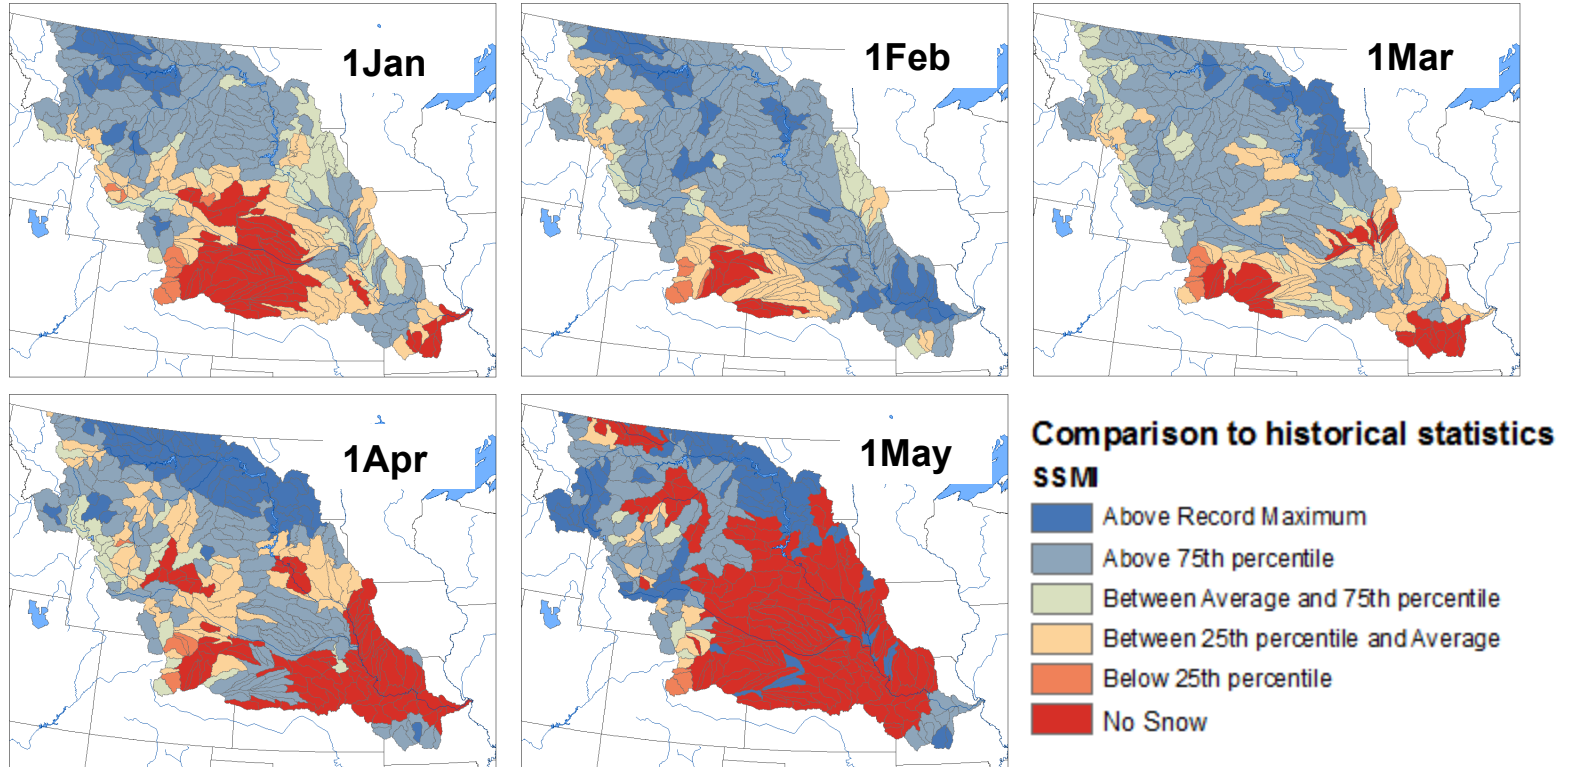 1Jan
1Feb
1Mar
1Apr
1May
Comparison to historical statistics
SSMI
Above Record Maximum
Above 75th percentile
Between Average and 75th percentile
Between 25th percentile and Average
Below 25th percentile
No Snow